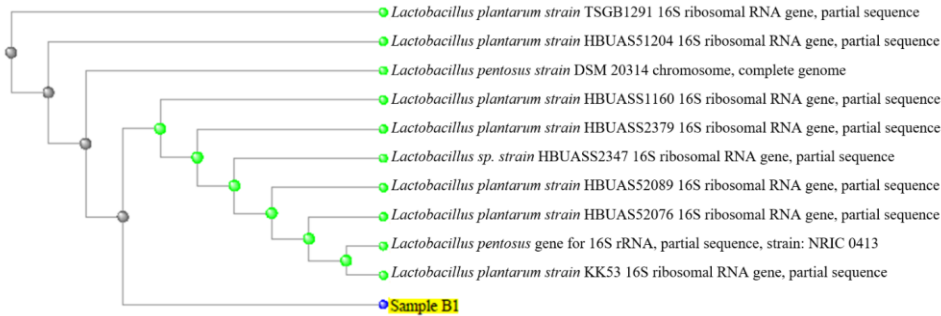 Lactobacillus plantarum strain TSGB1291 16S ribosomal RNA gene, partial sequence
Lactobacillus plantarum strain HBUAS51204 16S ribosomal RNA gene, partial sequence
Lactobacillus pentosus strain DSM 20314 chromosome, complete genome
Lactobacillus plantarum strain HBUASS1160 16S ribosomal RNA gene, partial sequence
Lactobacillus plantarum strain HBUASS2379 16S ribosomal RNA gene, partial sequence
Lactobacillus sp. strain HBUASS2347 16S ribosomal RNA gene, partial sequence
Lactobacillus plantarum strain HBUAS52089 16S ribosomal RNA gene, partial sequence
Lactobacillus plantarum strain HBUAS52076 16S ribosomal RNA gene, partial sequence
Lactobacillus pentosus gene for 16S rRNA, partial sequence, strain: NRIC 0413
Lactobacillus plantarum strain KK53 16S ribosomal RNA gene, partial sequence
Sample B1